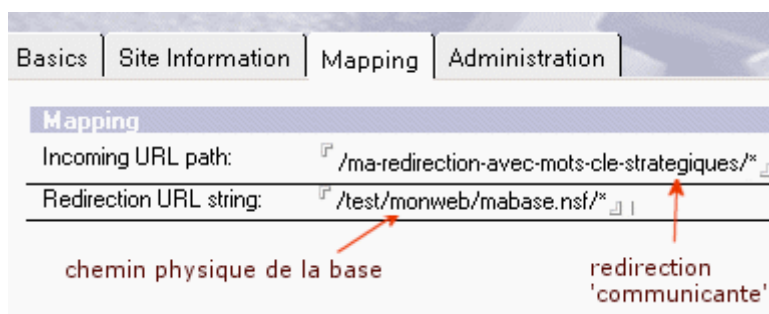 Basics Site Information Mapping Administration
Mapping
Incoming URL path: /ma-redirection-avec-mots-cle-strategiques/*
Redirection URL string: /test/monweb/mabase.nsf/*
chemin physique de la base redirection
'communicante'